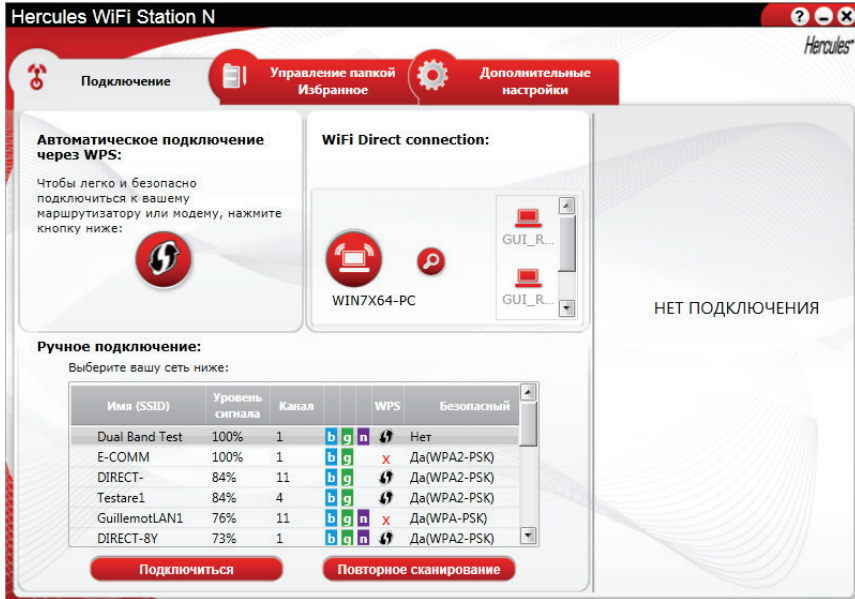 Hercules WiFi Station N
?
Hercules
Подключение
Управление папкой
Избранное
Дополнительные
настройки
Автоматическое подключение
через WPS:
Чтобы легко и безопасно
подключиться к вашему
маршрутизатору или модему, нажмите
кнопку ниже:
WiFi Direct connection:
WIN7X64-PC
GUI_R...
GUI_R...
НЕТ ПОДКЛЮЧЕНИЯ
Ручное подключение:
Выберите вашу сеть ниже:
Имя (SSID) Уровень сигнала Канал WPS Безопасный
Dual Band Test 100% 1 b g n Нет
E-COMM 100% 1 b g x Да(WPA2-PSK)
DIRECT- 84% 11 b g Да(WPA2-PSK)
Testare1 84% 4 b g Да(WPA2-PSK)
GuillemotLAN1 76% 11 b g n x Да(WPA-PSK)
DIRECT-8Y 73% 1 b g n Да(WPA2-PSK)
Подключиться
Повторное сканирование